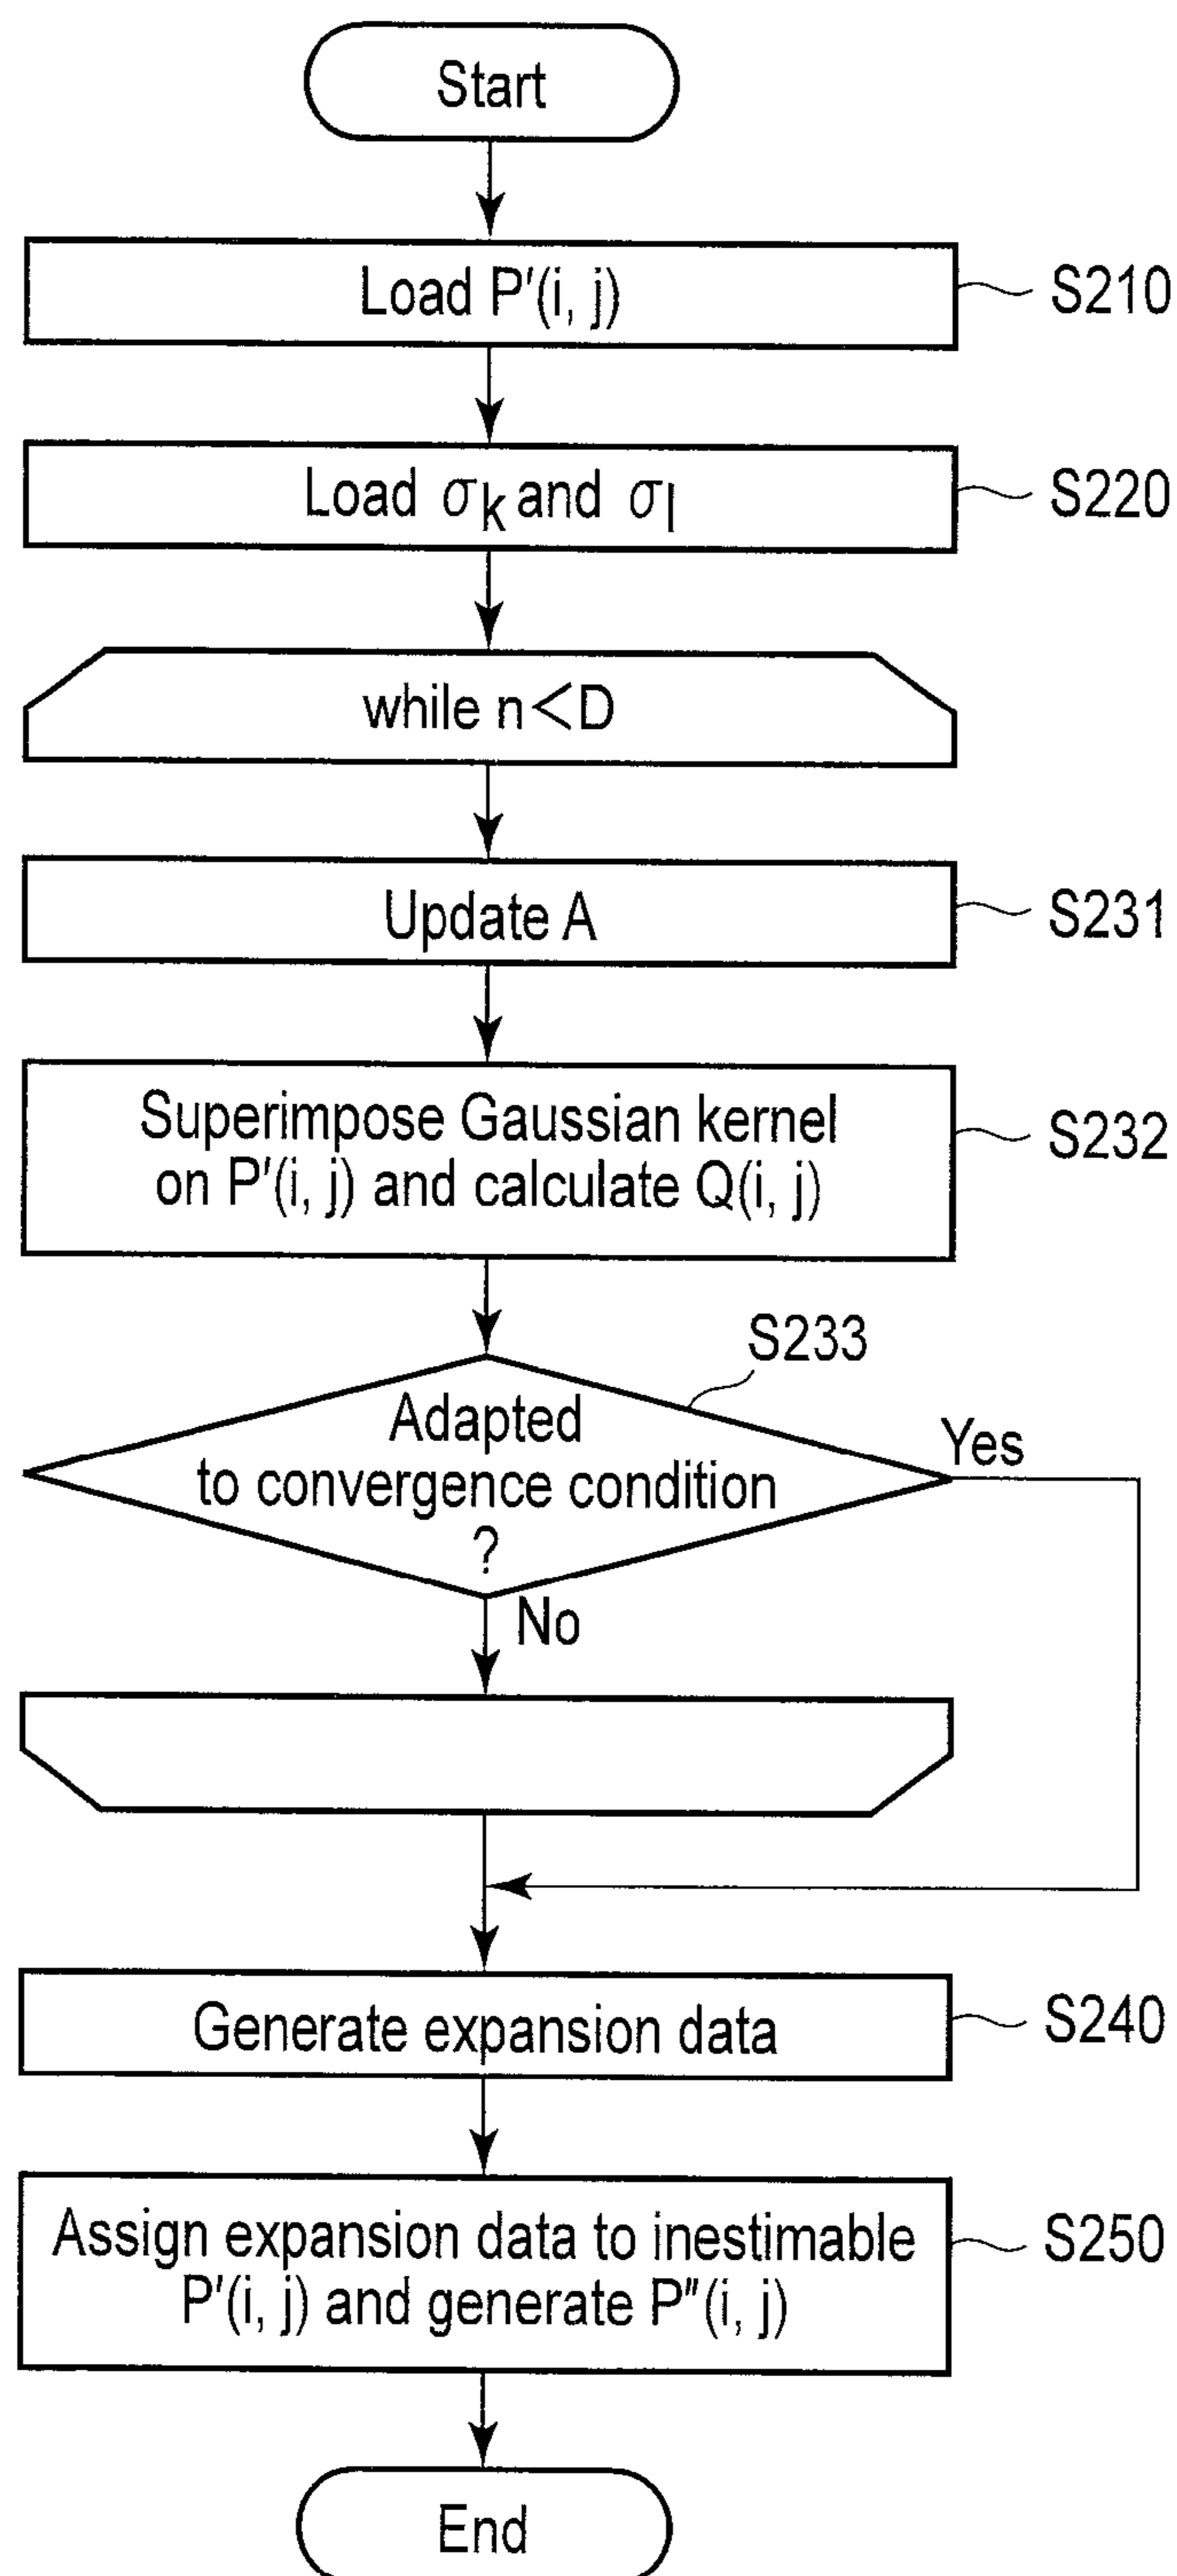 Start
Load P′(i, j)
S210
Load σk and σl
S220
while n<D
Update A
S231
Superimpose Gaussian kernel
on P′(i, j) and calculate Q(i, j)
S232
S233
Adapted
to convergence condition
?
Yes
No
Generate expansion data
S240
Assign expansion data to inestimable
P′(i, j) and generate P″(i, j)
S250
End